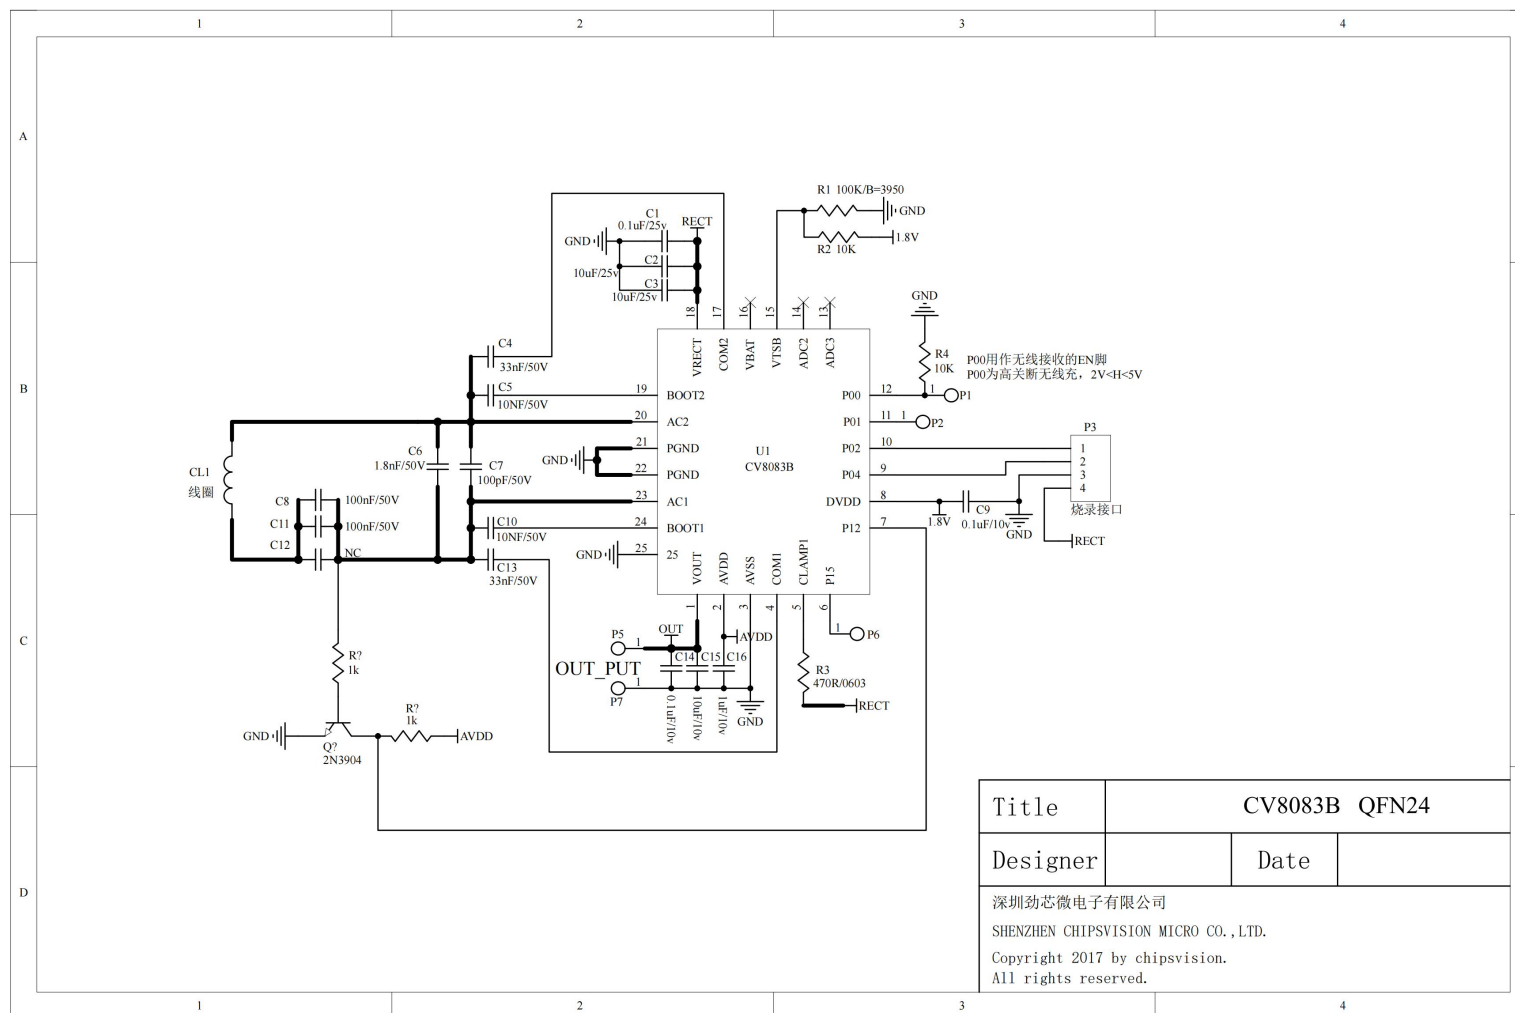 1 2 3 4
A
B
C
D
R1 100K/B=3950
GND
R2 10K
1.8V
C1
0.1uF/25v
RECT
GND
C2
10uF/25v
C3
10uF/25v
18 17 16 15 14 13
VRECT COM2 VBAT VTSB ADC2 ADC3
GND
R4
10K
P00用作无线接收的EN脚
P00为高关断无线充，2V<H<5V
C4
33nF/50V
C5
10NF/50V
19 BOOT2
P00 12 1 P1
20 AC2
P01 11 1 P2
C6
1.8nF/50V
C7
100pF/50V
GND
21 PGND
22 PGND
U1
CV8083B
P02 10
P04 9
P3
1
2
3
4
烧录接口
CL1
线圈
C8 100nF/50V
C11 100nF/50V
C12 NC
23 AC1
DVDD 8
1.8V
C9
0.1uF/10v
GND
RECT
C10
10NF/50V
24 BOOT1
P12 7
GND
25 25
C13
33nF/50V
VOUT AVDD AVSS COM1 CLAMP1 P15
1 2 3 4 5 6
P5 1 OUT
AVDD
1 P6
OUT_PUT
C14 C15 C16
P7 1
0.1uF/10v 10uF/10v 1uF/10v
GND
R3
470R/0603
RECT
R?
1k
R?
1k
GND
Q?
2N3904
AVDD
Title CV8083B QFN24
Designer Date
深圳劲芯微电子有限公司
SHENZHEN CHIPSVISION MICRO CO.,LTD.
Copyright 2017 by chipsvision.
All rights reserved.
A
B
C
D
1 2 3 4